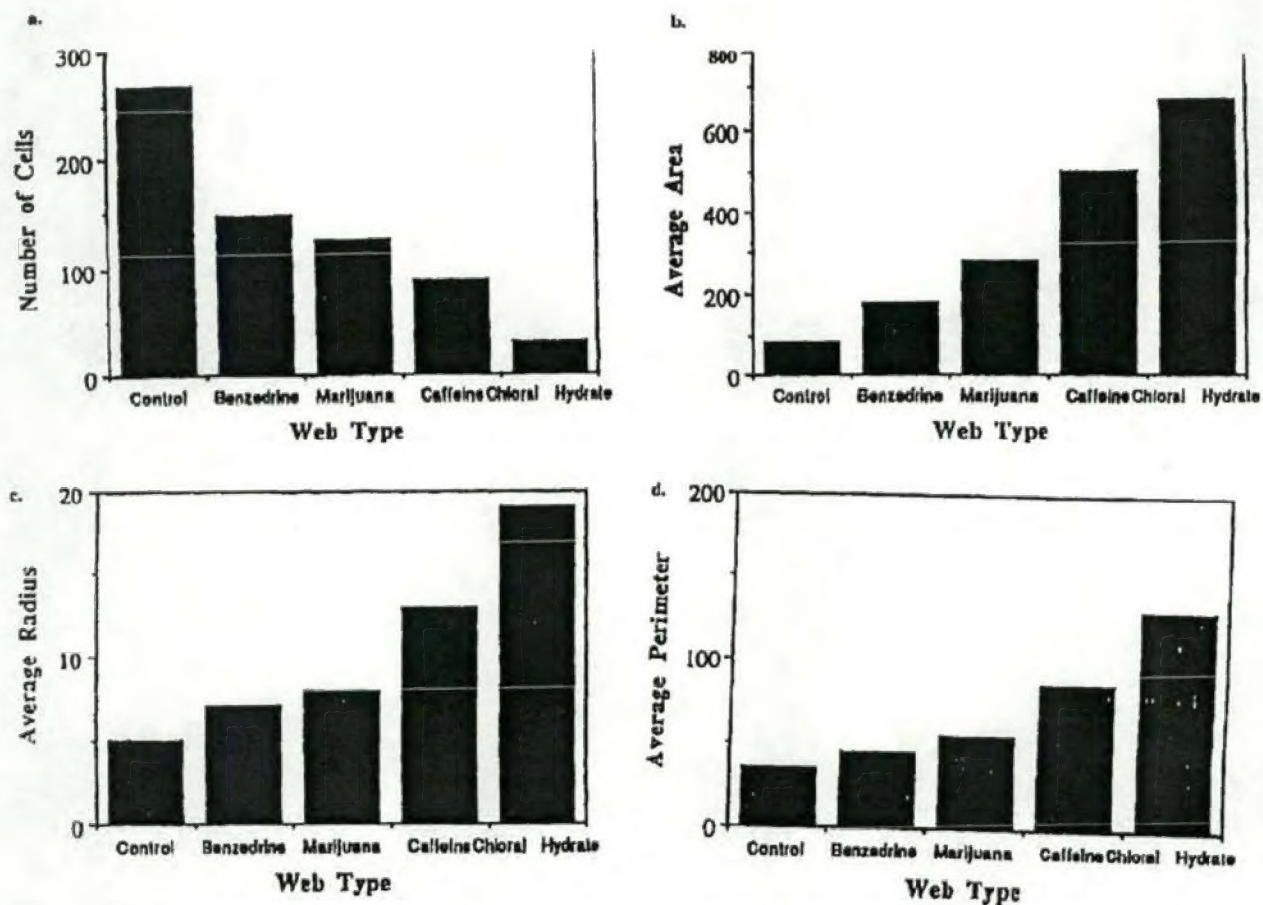 a.
300
200
100
0
Number of Cells
Control Benzedrine Marijuana Caffeine Chloral Hydrate
Web Type
b.
800
600
400
200
0
Average Area
Control Benzedrine Marijuana Caffeine Chloral Hydrate
Web Type
c.
20
10
0
Average Radius
Control Benzedrine Marijuana Caffeine Chloral Hydrate
Web Type
d.
200
100
0
Average Perimeter
Control Benzedrine Marijuana Caffeine Chloral Hydrate
Web Type